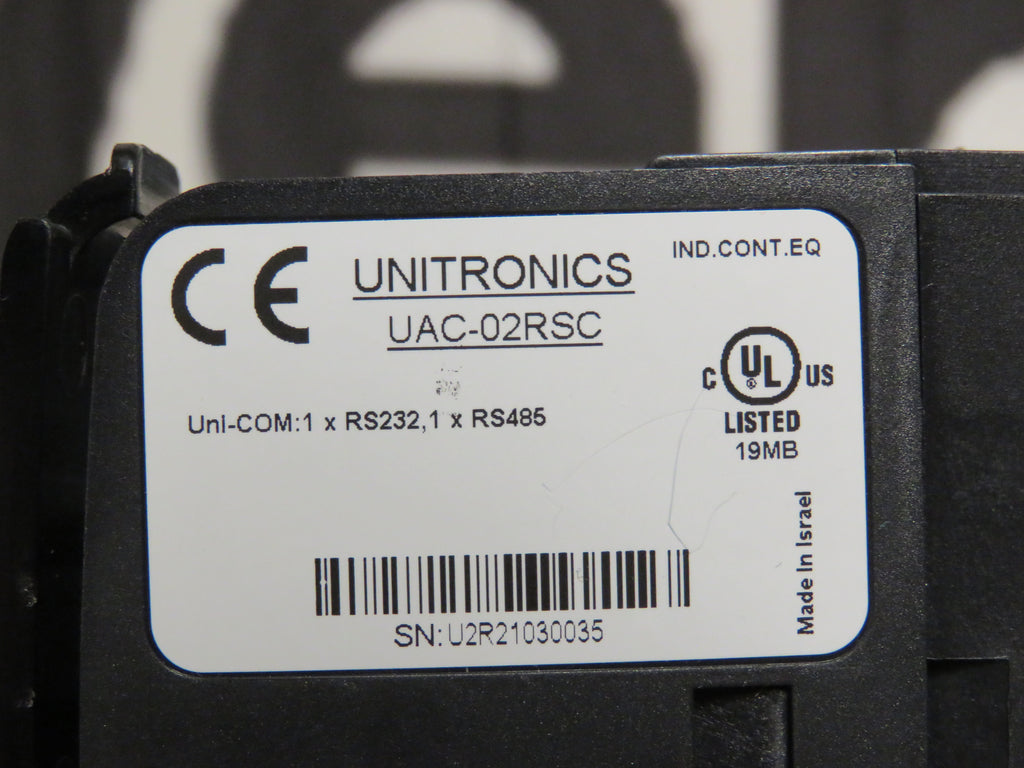 CE
UNITRONICS
IND.CONT.EQ
UAC-02RSC
Uni-COM:1 x RS232,1 x RS485
C UL US
LISTED
19MB
Made In Israel
SN:U2R21030035